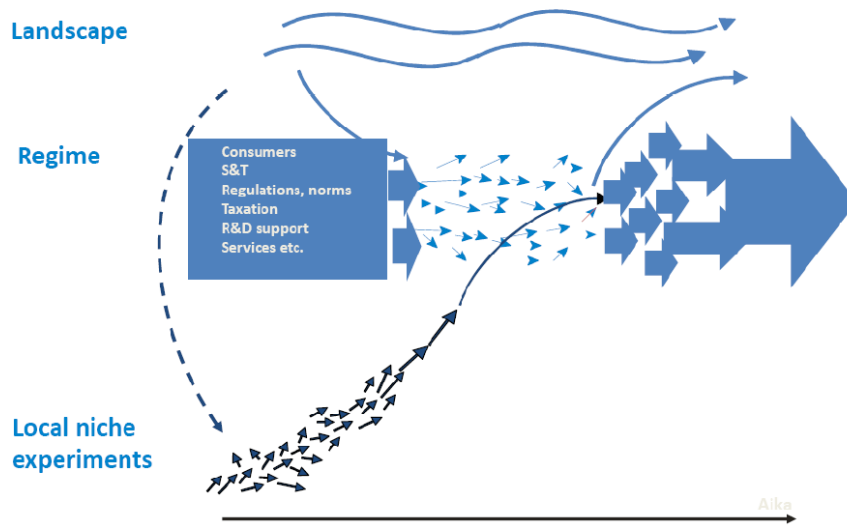 Landscape
Regime
Consumers
S&T
Regulations, norms
Taxation
R&D support
Services etc.
Local niche
experiments
Aika